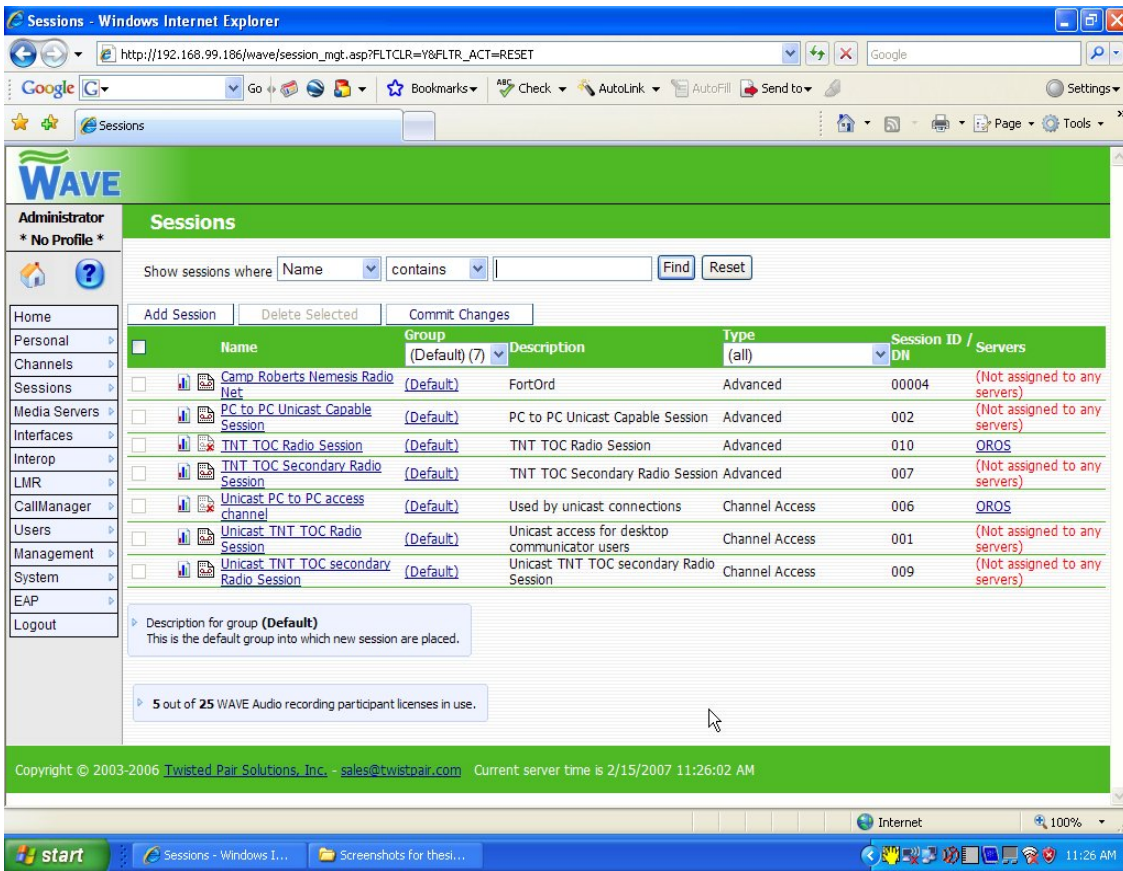 Sessions - Windows Internet Explorer
http://192.168.99.186/wave/session_mgt.asp?FLTCLR=Y&FLTR_ACT=RESET
Google
Google G Go Bookmarks ABC Check AutoLink AutoFill Send to Settings
Sessions Page Tools
WAVE
Administrator
* No Profile *
Sessions
Show sessions where Name contains Find Reset
Home
Personal
Channels
Sessions
Media Servers
Interfaces
Interop
LMR
CallManager
Users
Management
System
EAP
Logout
Add Session Delete Selected Commit Changes
Name Group Description Type Session ID / DN Servers
(Default) (7) (all)
Camp Roberts Nemesis Radio Net (Default) FortOrd Advanced 00004 (Not assigned to any servers)
PC to PC Unicast Capable Session (Default) PC to PC Unicast Capable Session Advanced 002 (Not assigned to any servers)
TNT TOC Radio Session (Default) TNT TOC Radio Session Advanced 010 OROS
TNT TOC Secondary Radio Session (Default) TNT TOC Secondary Radio Session Advanced 007 (Not assigned to any servers)
Unicast PC to PC access channel (Default) Used by unicast connections Channel Access 006 OROS
Unicast TNT TOC Radio Session (Default) Unicast access for desktop communicator users Channel Access 001 (Not assigned to any servers)
Unicast TNT TOC secondary Radio Session (Default) Unicast TNT TOC secondary Radio Session Channel Access 009 (Not assigned to any servers)
Description for group (Default)
This is the default group into which new session are placed.
5 out of 25 WAVE Audio recording participant licenses in use.
Copyright © 2003-2006 Twisted Pair Solutions, Inc. - sales@twistpair.com Current server time is 2/15/2007 11:26:02 AM
Internet 100%
start Sessions - Windows I... Screenshots for thesi... 11:26 AM